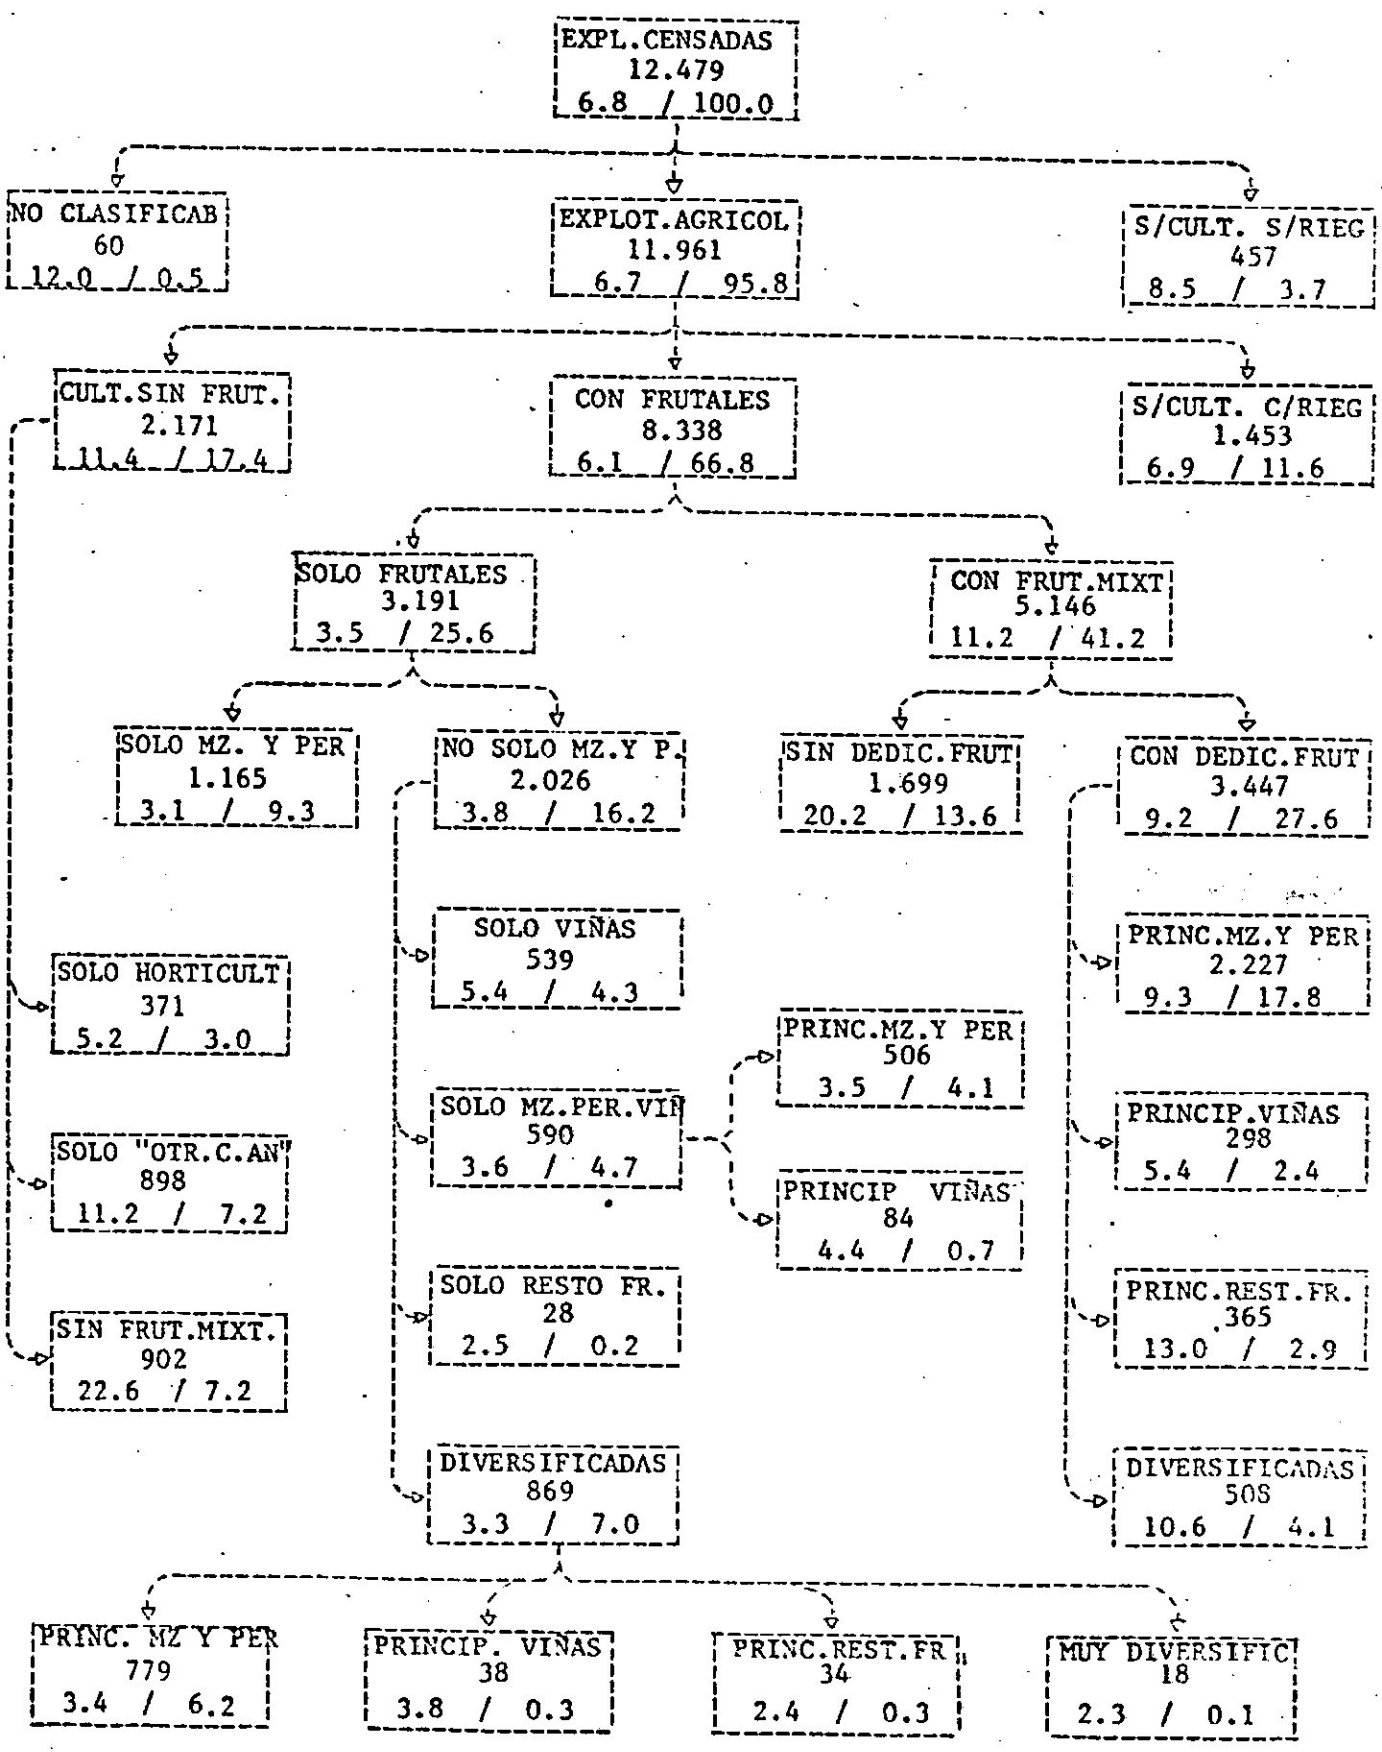 EXPL.CENSADAS
12.479
6.8 / 100.0
NO CLASIFICAB
60
12.0 / 0.5
EXPLOT.AGRICOL
11.961
6.7 / 95.8
S/CULT. S/RIEG
457
8.5 / 3.7
CULT.SIN FRUT.
2.171
11.4 / 17.4
CON FRUTALES
8.338
6.1 / 66.8
S/CULT. C/RIEG
1.453
6.9 / 11.6
SOLO FRUTALES
3.191
3.5 / 25.6
CON FRUT.MIXT
5.146
11.2 / 41.2
SOLO MZ. Y PER
1.165
3.1 / 9.3
NO SOLO MZ.Y P.
2.026
3.8 / 16.2
SIN DEDIC.FRUT
1.699
20.2 / 13.6
CON DEDIC.FRUT
3.447
9.2 / 27.6
SOLO HORTICULT
371
5.2 / 3.0
SOLO "OTR.C.AN"
898
11.2 / 7.2
SIN FRUT.MIXT.
902
22.6 / 7.2
SOLO VIÑAS
539
5.4 / 4.3
SOLO MZ.PER.VIÑ
590
3.6 / 4.7
SOLO RESTO FR.
28
2.5 / 0.2
DIVERSIFICADAS
869
3.3 / 7.0
PRINC.MZ.Y PER
506
3.5 / 4.1
PRINCIP VIÑAS
84
4.4 / 0.7
PRINC.MZ.Y PER
2.227
9.3 / 17.8
PRINCIP.VIÑAS
298
5.4 / 2.4
PRINC.REST.FR.
365
13.0 / 2.9
DIVERSIFICADAS
508
10.6 / 4.1
PRINC. MZ Y PER
779
3.4 / 6.2
PRINCIP. VIÑAS
38
3.8 / 0.3
PRINC.REST.FR
34
2.4 / 0.3
MUY DIVERSIFIC
18
2.3 / 0.1